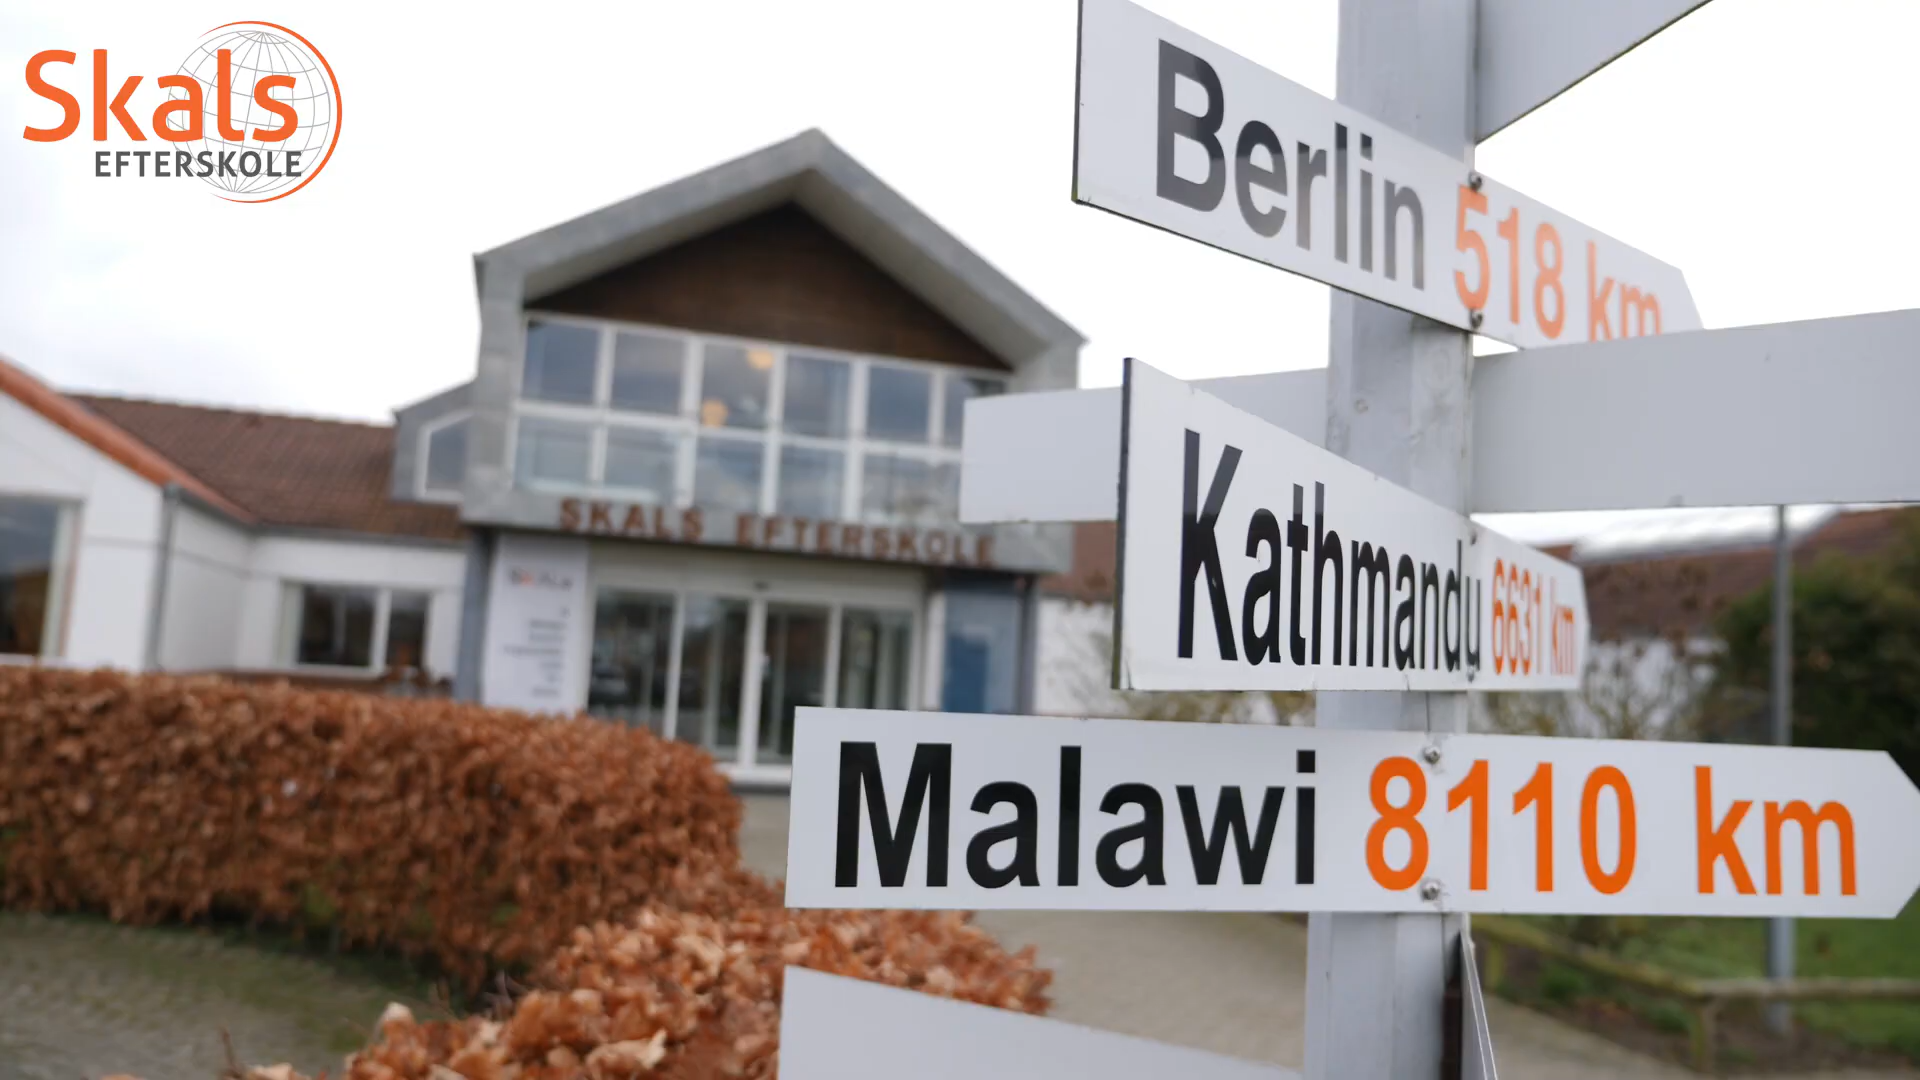 Skals
EFTERSKOLE
Berlin 518 km
Kathmandu 6631 km
SKALS EFTERSKOLE
Malawi 8110 km